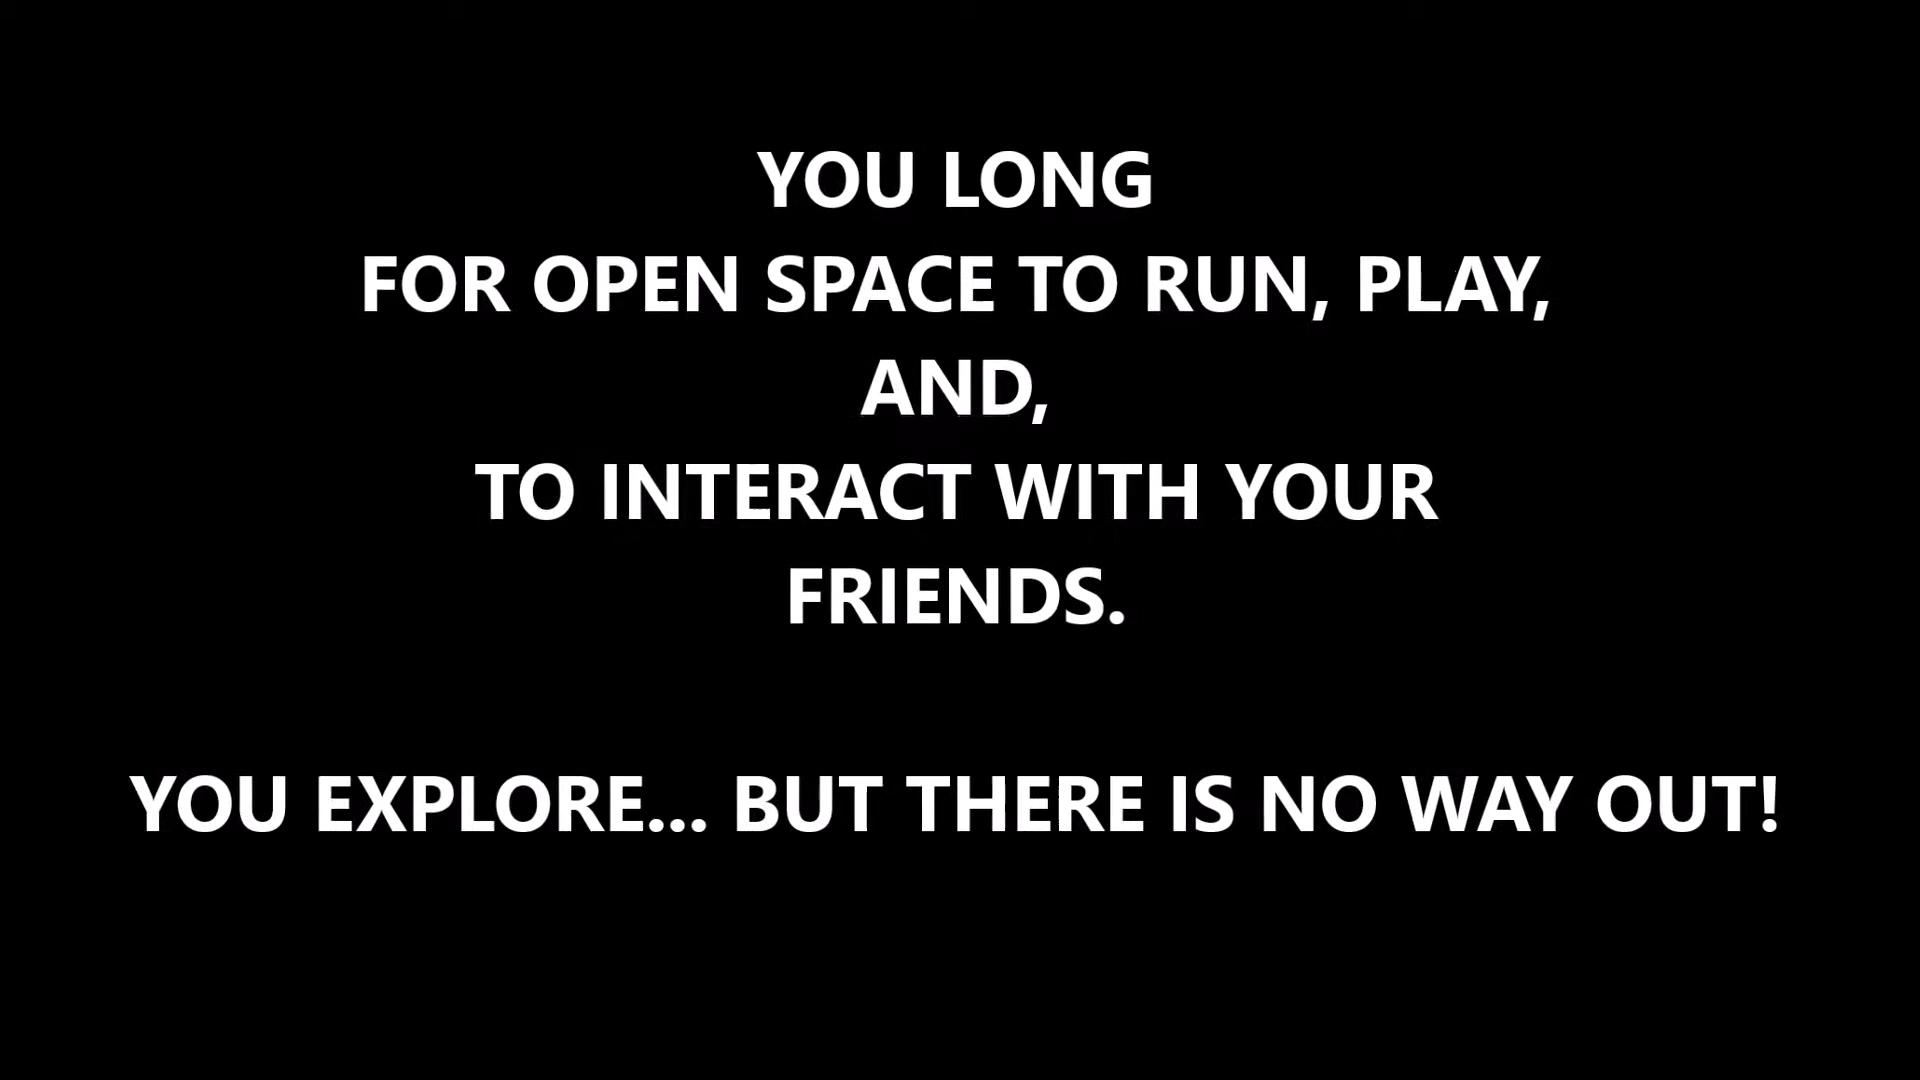 YOU LONG
FOR OPEN SPACE TO RUN, PLAY,
AND,
TO INTERACT WITH YOUR
FRIENDS.
YOU EXPLORE... BUT THERE IS NO WAY OUT!